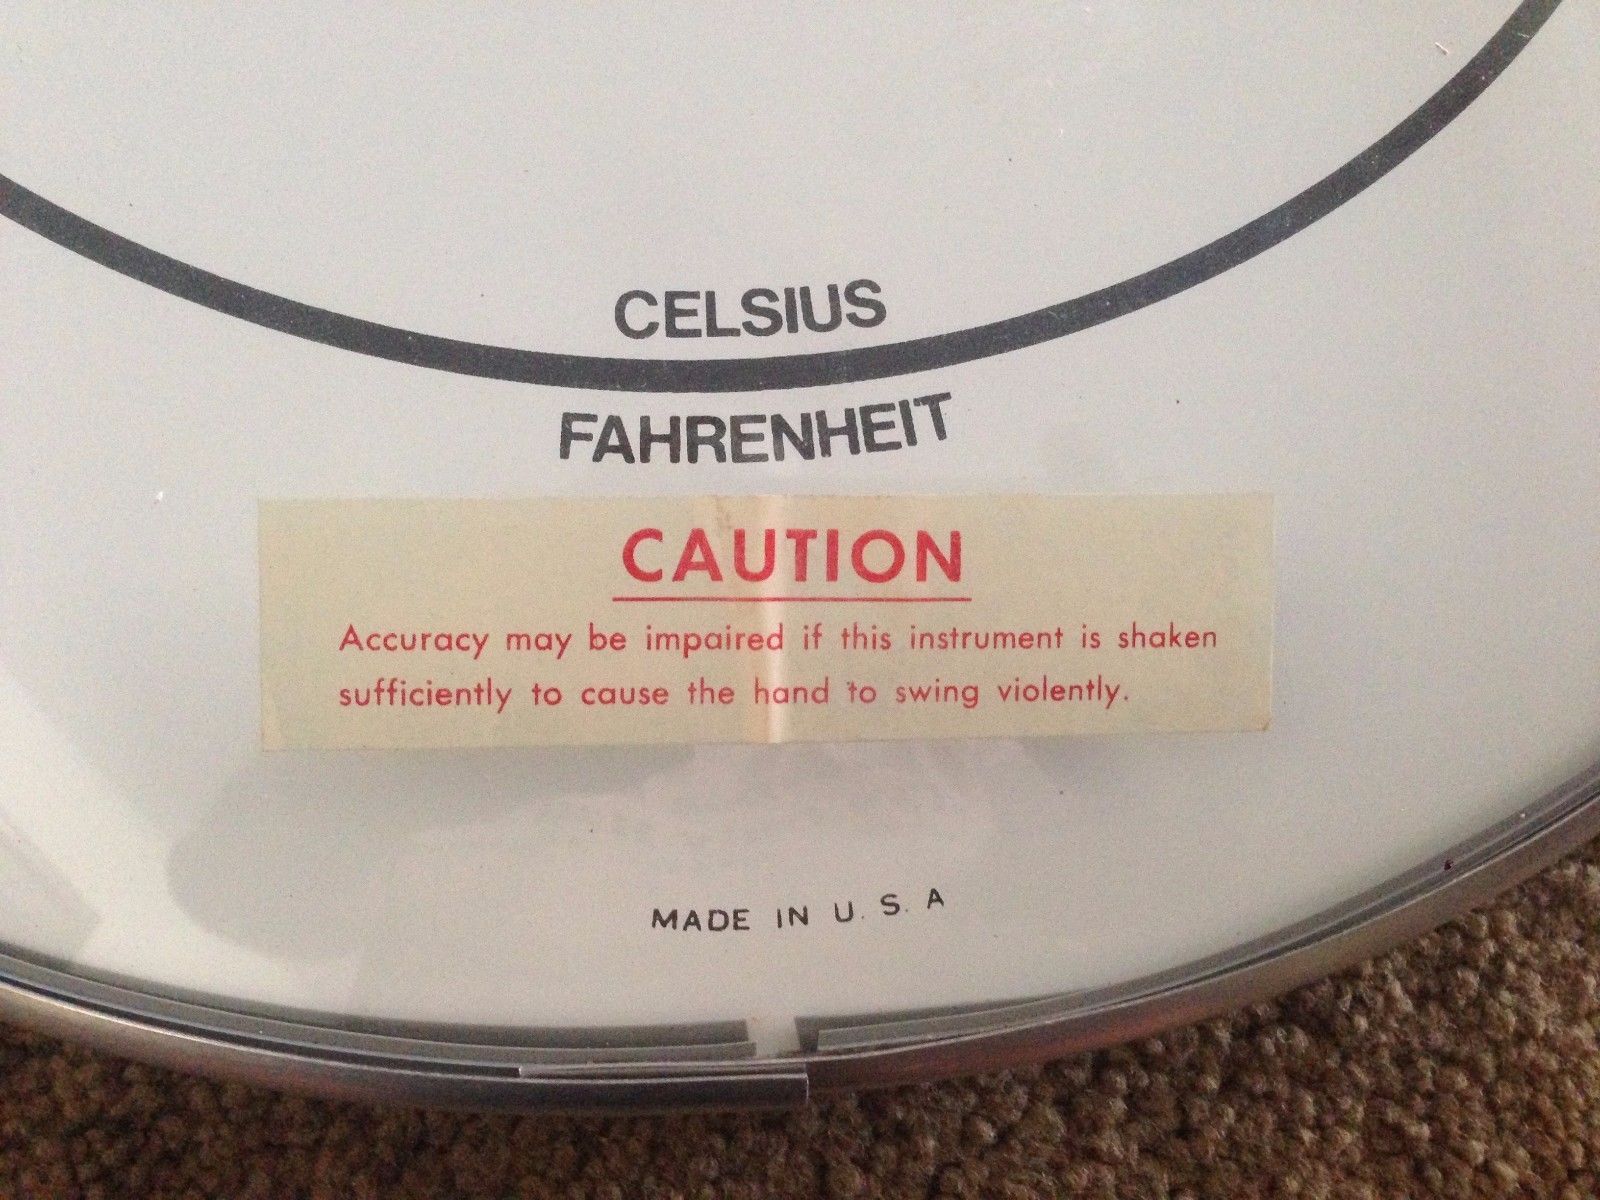 CELSIUS
FAHRENHEIT
CAUTION
Accuracy may be impaired if this instrument is shaken
sufficiently to cause the hand to swing violently.
MADE IN U. S. A